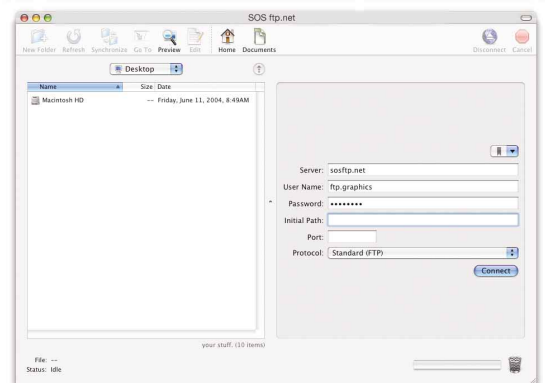 SOS ftp.net
New Folder Refresh Synchronize Go To Preview Edit Home Documents Disconnect Cancel
Desktop
Name Size Date
Macintosh HD -- Friday, June 11, 2004, 8:49AM
Server: sosftp.net
User Name: ftp.graphics
Password: ••••••••
Initial Path:
Port:
Protocol: Standard (FTP)
Connect
your stuff. (10 items)
File: --
Status: Idle